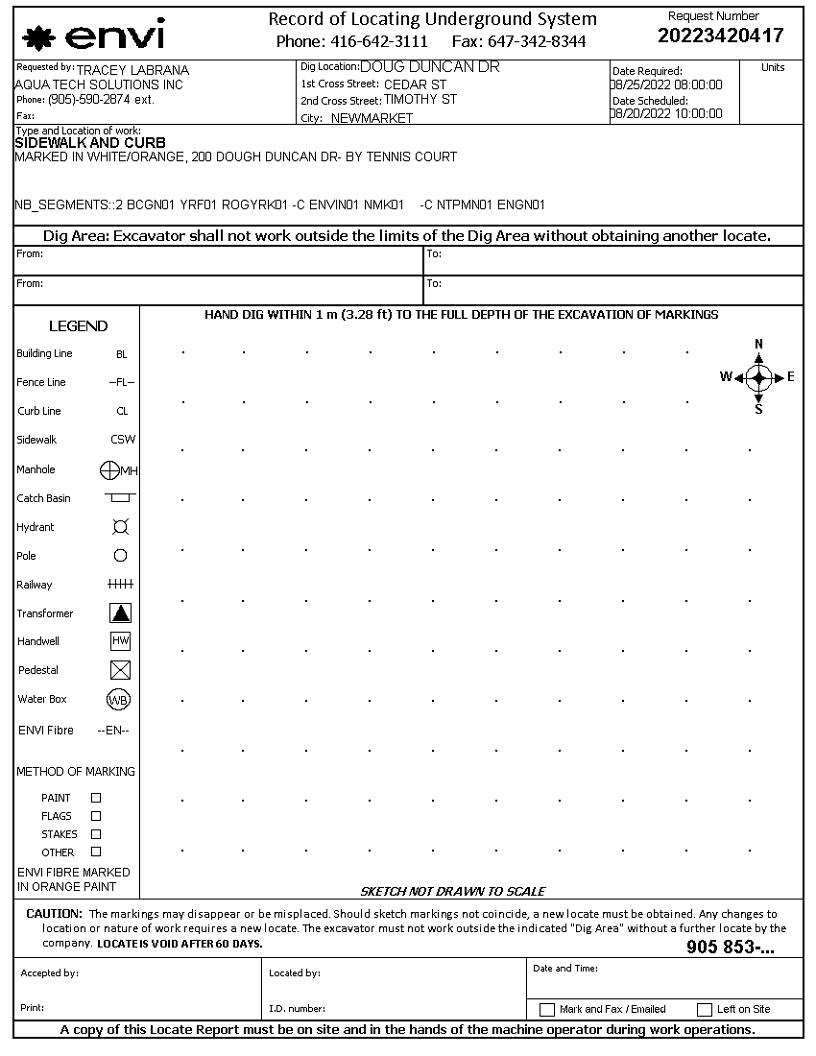 envi
Record of Locating Underground System
Phone: 416-642-3111 Fax: 647-342-8344
Request Number
20223420417
Requested by: TRACEY LABRANA
AQUA TECH SOLUTIONS INC
Phone: (905)-590-2874 ext.
Fax:
Dig Location: DOUG DUNCAN DR
1st Cross Street: CEDAR ST
2nd Cross Street: TIMOTHY ST
City: NEWMARKET
Date Required:
08/25/2022 08:00:00
Date Scheduled:
08/20/2022 10:00:00
Units
Type and Location of work:
SIDEWALK AND CURB
MARKED IN WHITE/ORANGE, 200 DOUGH DUNCAN DR- BY TENNIS COURT
NB_SEGMENTS::2 BCGN01 YRF01 ROGYRK01 -C ENVIN01 NMK01 -C NTPMN01 ENGN01
Dig Area: Excavator shall not work outside the limits of the Dig Area without obtaining another locate.
From: To:
From: To:
HAND DIG WITHIN 1 m (3.28 ft) TO THE FULL DEPTH OF THE EXCAVATION OF MARKINGS
N
W E
S
LEGEND
Building Line BL
Fence Line –FL–
Curb Line CL
Sidewalk CSW
Manhole MH
Catch Basin
Hydrant
Pole
Railway
Transformer
Handwell HW
Pedestal
Water Box WB
ENVI Fibre --EN--
METHOD OF MARKING
PAINT
FLAGS
STAKES
OTHER
ENVI FIBRE MARKED
IN ORANGE PAINT
SKETCH NOT DRAWN TO SCALE
CAUTION: The markings may disappear or be misplaced. Should sketch markings not coincide, a new locate must be obtained. Any changes to
location or nature of work requires a new locate. The excavator must not work outside the indicated "Dig Area" without a further locate by the
company. LOCATE IS VOID AFTER 60 DAYS.
905 853-...
Accepted by:
Print:
Located by:
I.D. number:
Date and Time:
Mark and Fax / Emailed Left on Site
A copy of this Locate Report must be on site and in the hands of the machine operator during work operations.